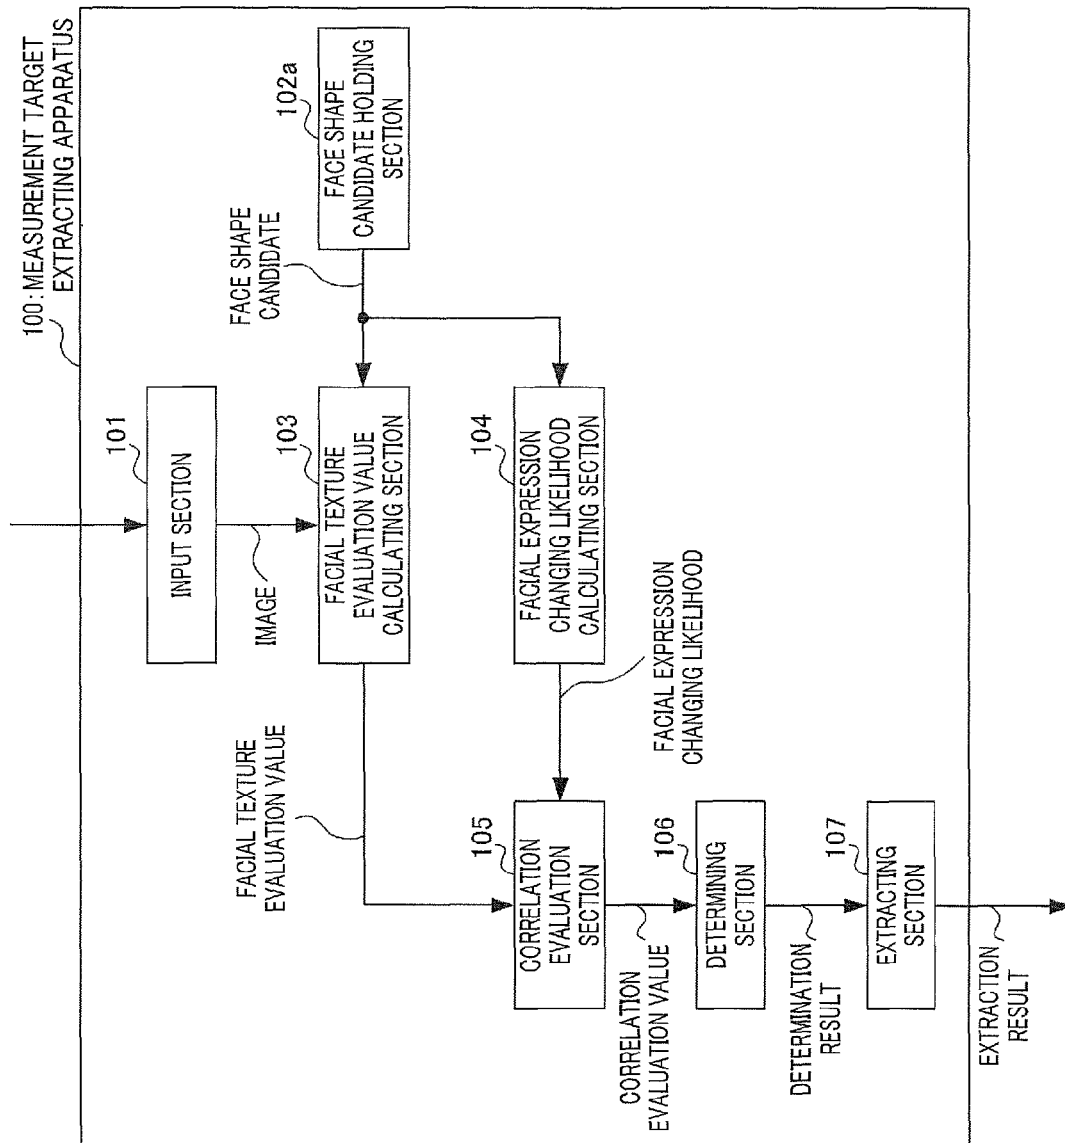 100:MEASUREMENT TARGET
EXTRACTING APPARATUS
101
INPUT SECTION
IMAGE
102a
FACE SHAPE
CANDIDATE HOLDING
SECTION
FACE SHAPE
CANDIDATE
103
FACIAL TEXTURE
EVALUATION VALUE
CALCULATING SECTION
104
FACIAL EXPRESSION
CHANGING LIKELIHOOD
CALCULATING SECTION
FACIAL TEXTURE
EVALUATION VALUE
FACIAL EXPRESSION
CHANGING LIKELIHOOD
105
CORRELATION
EVALUATION
SECTION
CORRELATION
EVALUATION VALUE
106
DETERMINING
SECTION
DETERMINATION
RESULT
107
EXTRACTING
SECTION
EXTRACTION
RESULT